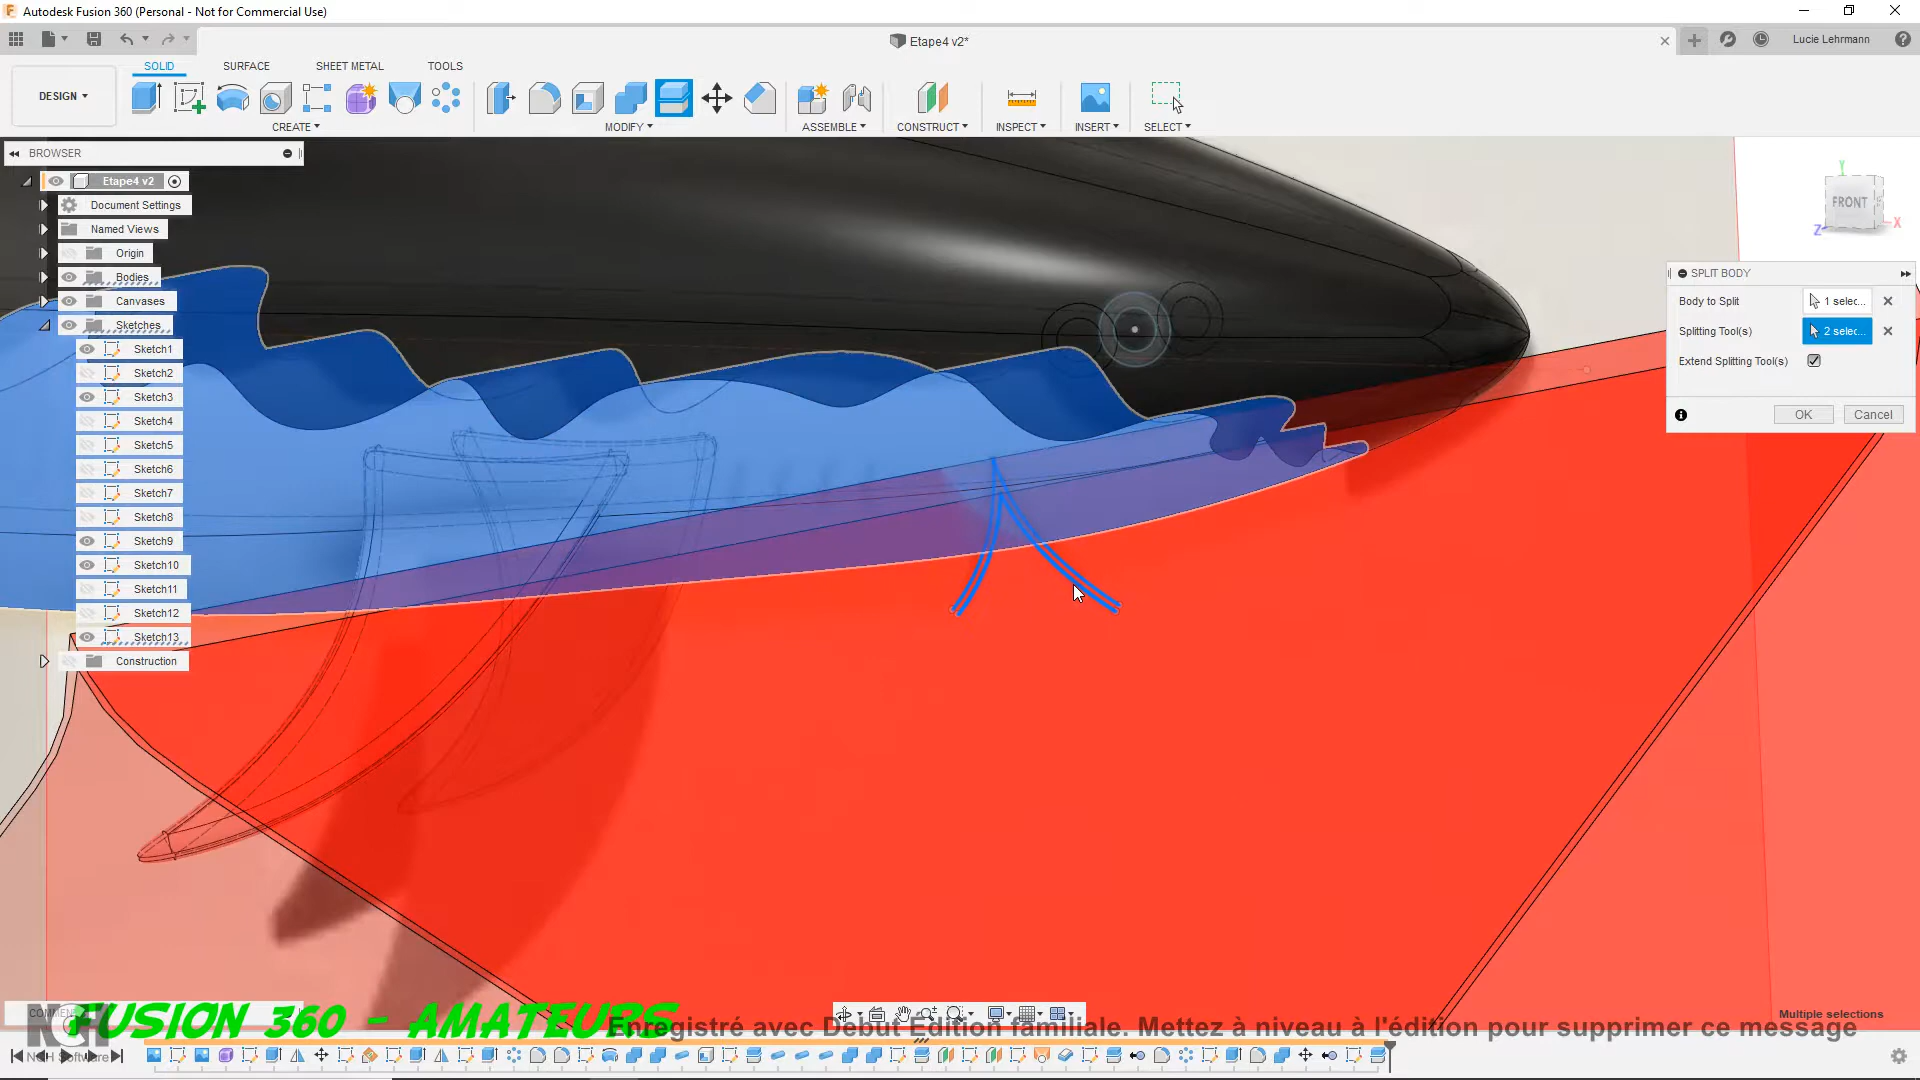 Autodesk Fusion 360 (Personal - Not for Commercial Use)
Etape4 v2*
Lucie Lehrmann
DESIGN
SOLID
SURFACE
SHEET METAL
TOOLS
CREATE
MODIFY
ASSEMBLE
CONSTRUCT
INSPECT
INSERT
SELECT
BROWSER
Etape4 v2
Document Settings
Named Views
Origin
Bodies
Canvases
Sketches
Sketch1
Sketch2
Sketch3
Sketch4
Sketch5
Sketch6
Sketch7
Sketch8
Sketch9
Sketch10
Sketch11
Sketch12
Sketch13
Construction
Y
FRONT
Z
X
SPLIT BODY
Body to Split
1 selec...
Splitting Tool(s)
2 selec...
Extend Splitting Tool(s)
OK
Cancel
Multiple selections
FUSION 360 - AMATEURS
NCH Software
Enregistré avec Debut Édition familiale. Mettez à niveau à l'édition pour supprimer ce message